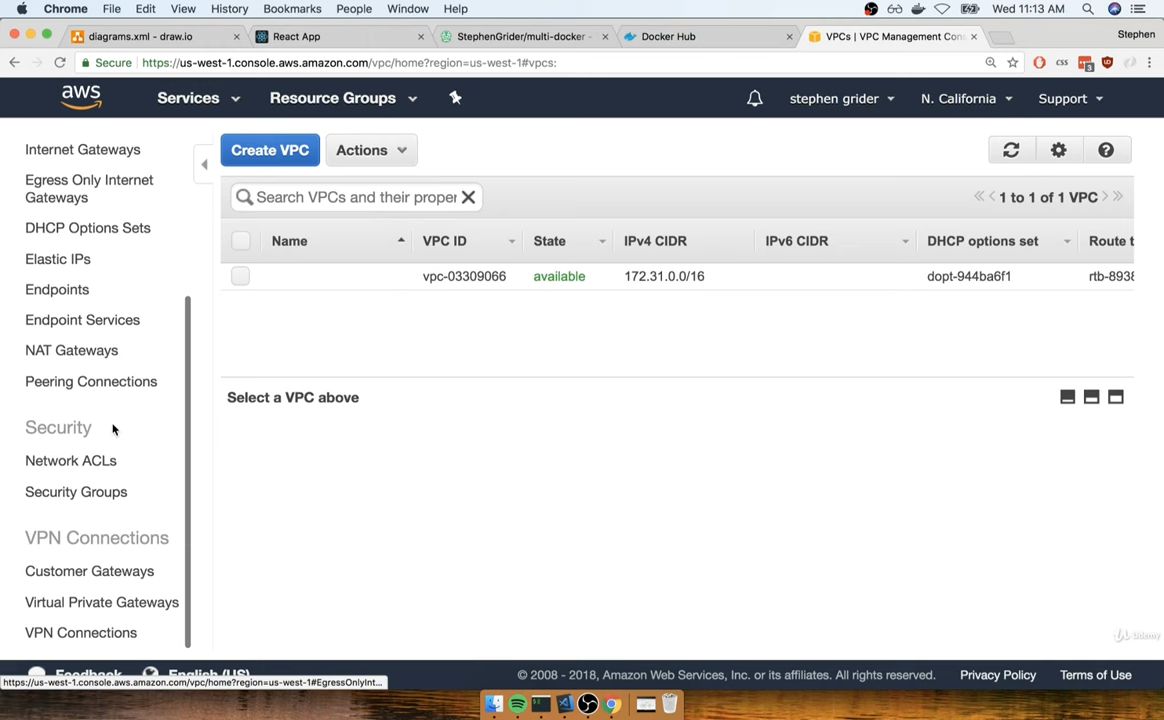 Chrome File Edit View History Bookmarks People Window Help Wed 11:13 AM
diagrams.xml - draw.io React App StephenGrider/multi-docker - Docker Hub VPCs | VPC Management Con Stephen
Secure https://us-west-1.console.aws.amazon.com/vpc/home?region=us-west-1#vpcs: CSS 3
aws Services Resource Groups stephen grider N. California Support
Internet Gateways
Egress Only Internet
Gateways
DHCP Options Sets
Elastic IPs
Endpoints
Endpoint Services
NAT Gateways
Peering Connections
Security
Network ACLs
Security Groups
VPN Connections
Customer Gateways
Virtual Private Gateways
VPN Connections
Create VPC Actions
Search VPCs and their proper 1 to 1 of 1 VPC
Name VPC ID State IPv4 CIDR IPv6 CIDR DHCP options set Route t
vpc-03309066 available 172.31.0.0/16 dopt-944ba6f1 rtb-8938
Select a VPC above
Udemy
Feedback English (US) © 2008 - 2018, Amazon Web Services, Inc. or its affiliates. All rights reserved. Privacy Policy Terms of Use
https://us-west-1.console.aws.amazon.com/vpc/home?region=us-west-1#EgressOnlyInt...